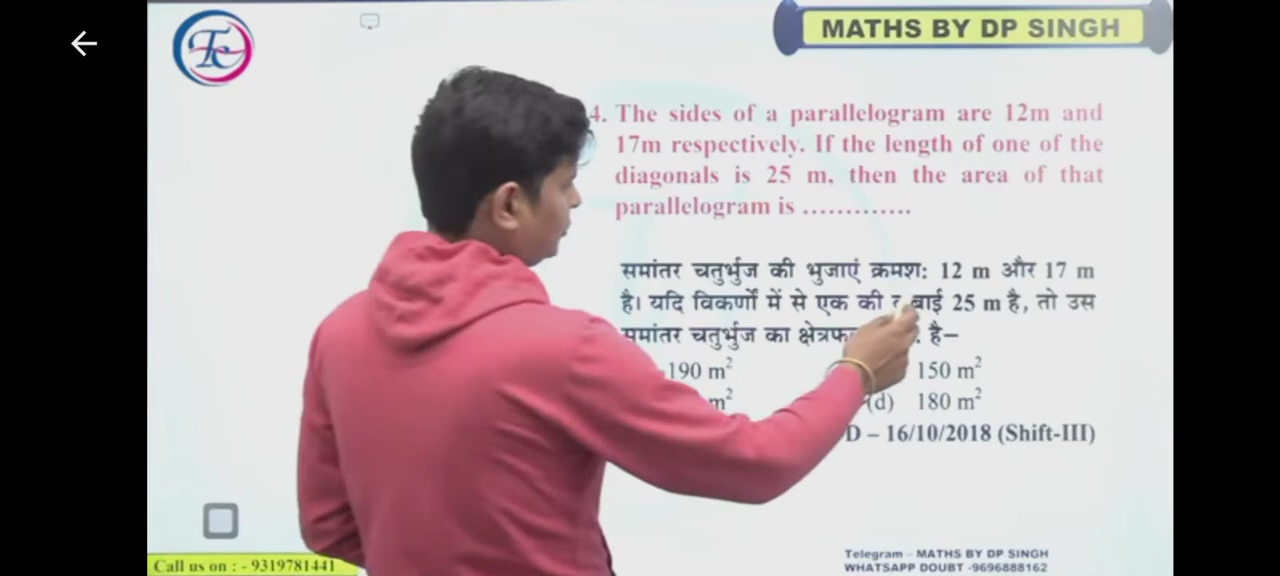 MATHS BY DP SINGH
4. The sides of a parallelogram are 12m and
17m respectively. If the length of one of the
diagonals is 25 m, then the area of that
parallelogram is .............
समांतर चतुर्भुज की भुजाएं क्रमश: 12 m और 17 m
है। यदि विकर्णों में से एक की 25 m है, तो उस
समांतर चतुर्भुज का है–
190 m² 150 m²
m² (d) 180 m²
– 16/10/2018 (Shift-III)
Call us on : - 9319781441
Telegram – MATHS BY DP SINGH
WHATSAPP DOUBT -9696888162